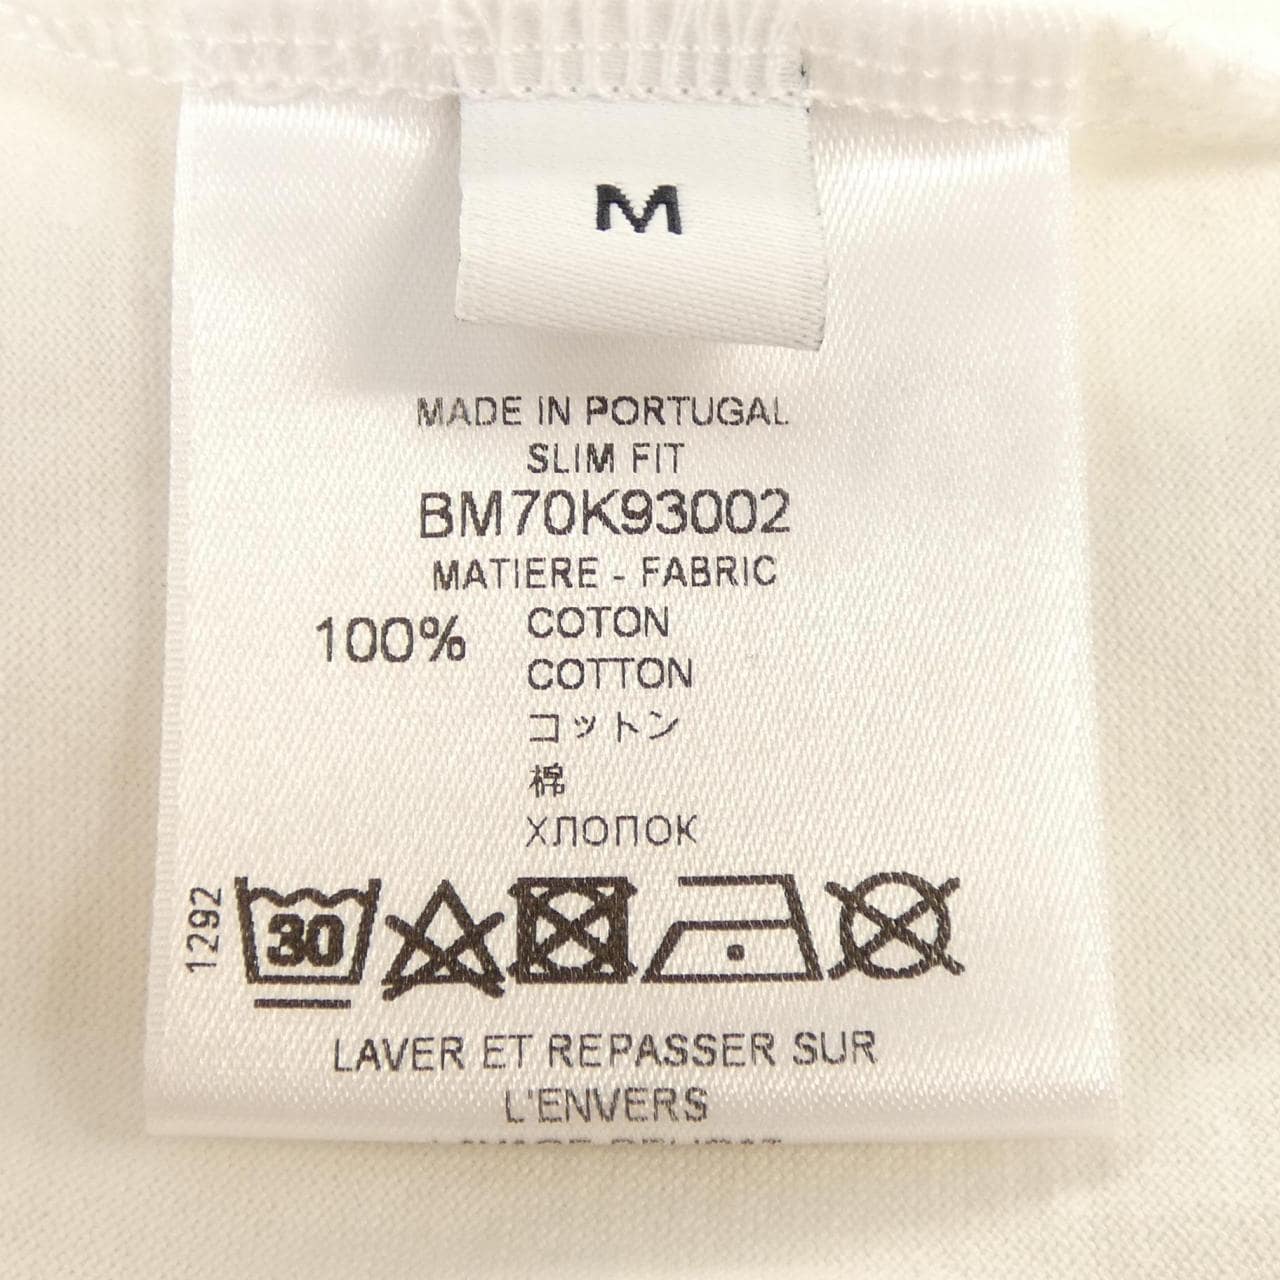 M
MADE IN PORTUGAL
SLIM FIT
BM70K93002
MATIERE - FABRIC
100% COTON
COTTON
コットン
棉
ХЛОПОК
1292
30
LAVER ET REPASSER SUR
L'ENVERS